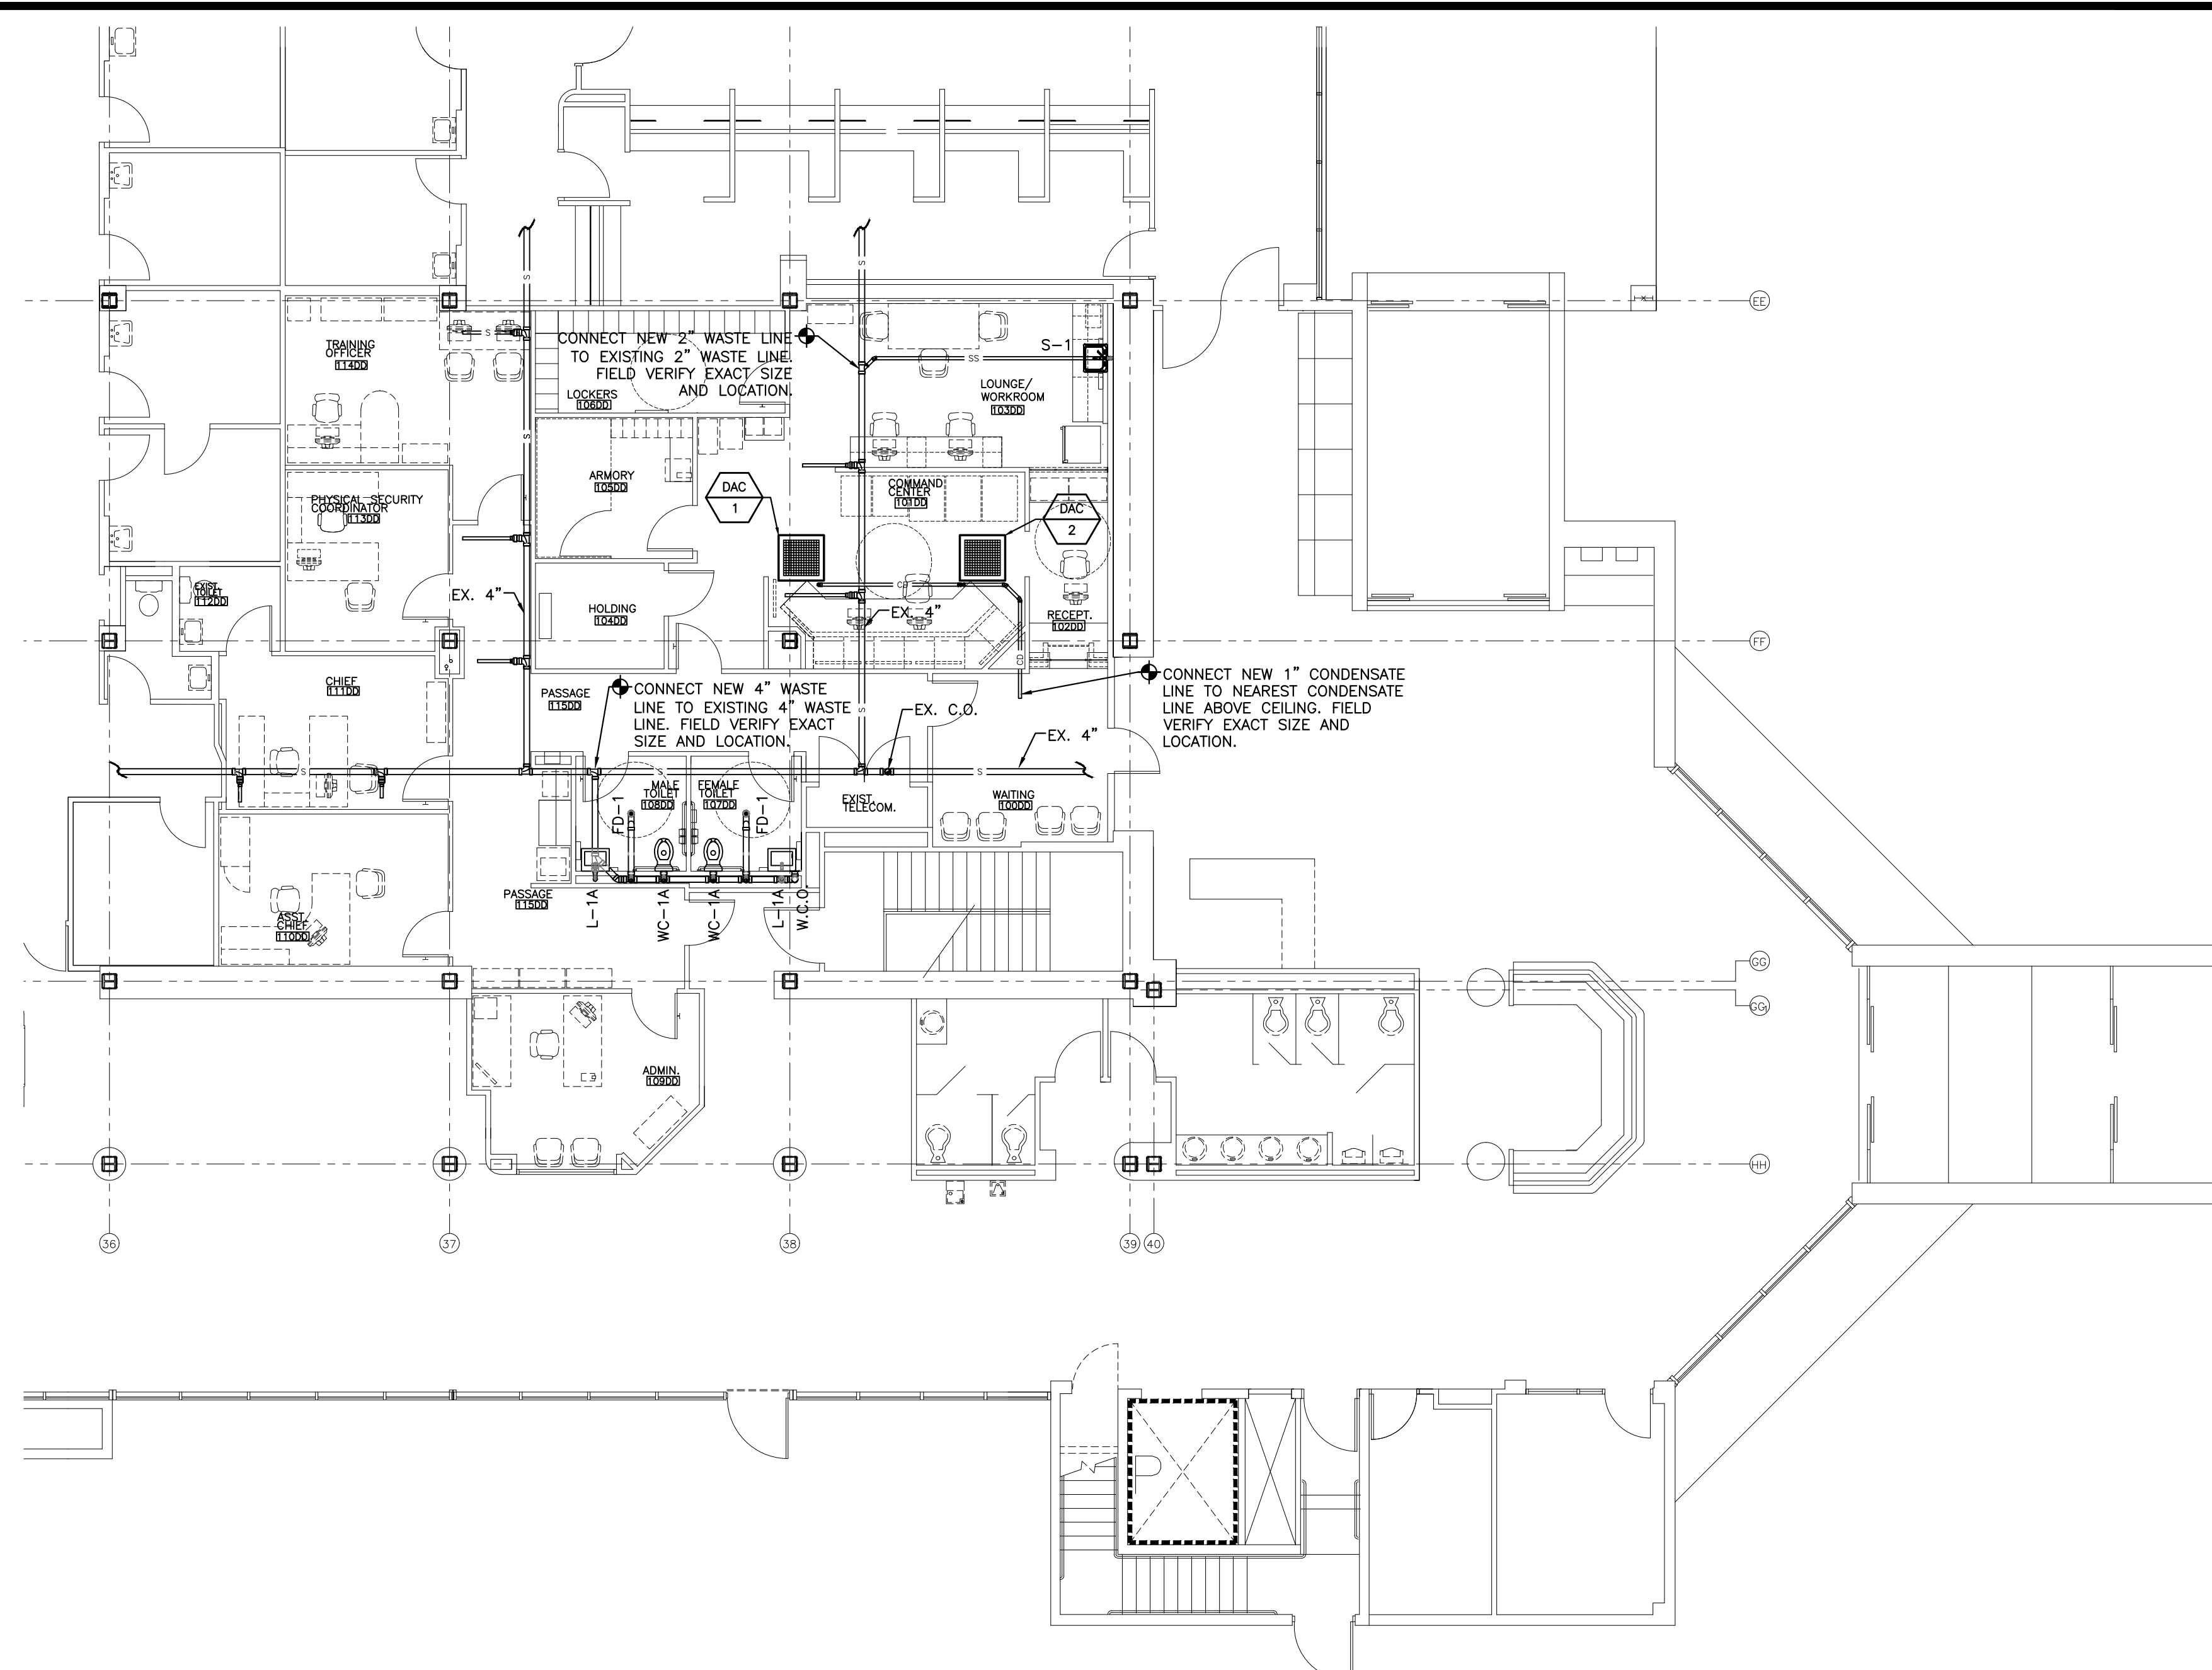 EE
S
S
S
CONNECT NEW 2" WASTE LINE
TO EXISTING 2" WASTE LINE.
FIELD VERIFY EXACT SIZE
AND LOCATION.
S-1
SS
TRAINING
OFFICER
114DD
LOCKERS
106DD
LOUNGE/
WORKROOM
103DD
S
ARMORY
105DD
DAC
1
COMMAND
CENTER
101DD
DAC
2
PHYSICAL SECURITY
COORDINATOR
113DD
EXIST.
TOILET
112DD
EX. 4"
HOLDING
104DD
CD
EX. 4"
RECEPT.
102DD
FF
CD
CHIEF
111DD
PASSAGE
115DD
CONNECT NEW 4" WASTE
LINE TO EXISTING 4" WASTE
LINE. FIELD VERIFY EXACT
SIZE AND LOCATION.
S
EX. C.O.
EX. 4"
CONNECT NEW 1" CONDENSATE
LINE TO NEAREST CONDENSATE
LINE ABOVE CEILING. FIELD
VERIFY EXACT SIZE AND
LOCATION.
S
S
S
FD-1
MALE
TOILET
108DD
FEMALE
TOILET
107DD
FD-1
EXIST.
TELECOM.
WAITING
100DD
PASSAGE
115DD
L-1A
WC-1A
WC-1A
L-1A
W.C.O.
ASST.
CHIEF
110DD
GG
GG1
ADMIN.
109DD
HH
36
37
38
39
40